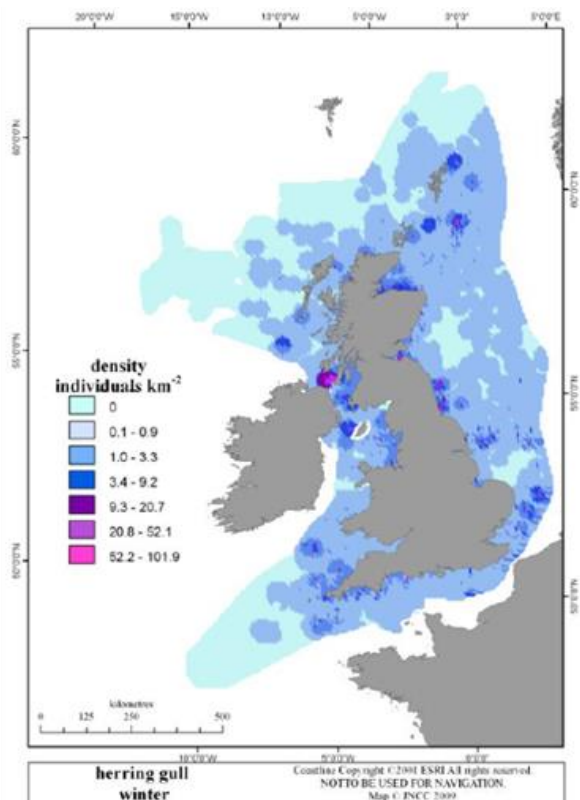 20°0'0"W 15°0'0"W 10°0'0"W 5°0'0"W 0°0'0" 5°0'0"E
60°0'0"N
60°0'0"N
55°0'0"N
55°0'0"N
density
individuals km⁻²
0
0.1 - 0.9
1.0 - 3.3
3.4 - 9.2
9.3 - 20.7
20.8 - 52.1
52.2 - 101.9
50°0'0"N
50°0'0"N
kilometres
0 125 250 500
10°0'0"W 5°0'0"W 0°0'0"
herring gull
winter
Coastline Copyright ©2001 ESRI All rights reserved.
NOT TO BE USED FOR NAVIGATION.
Map © JNCC 2009